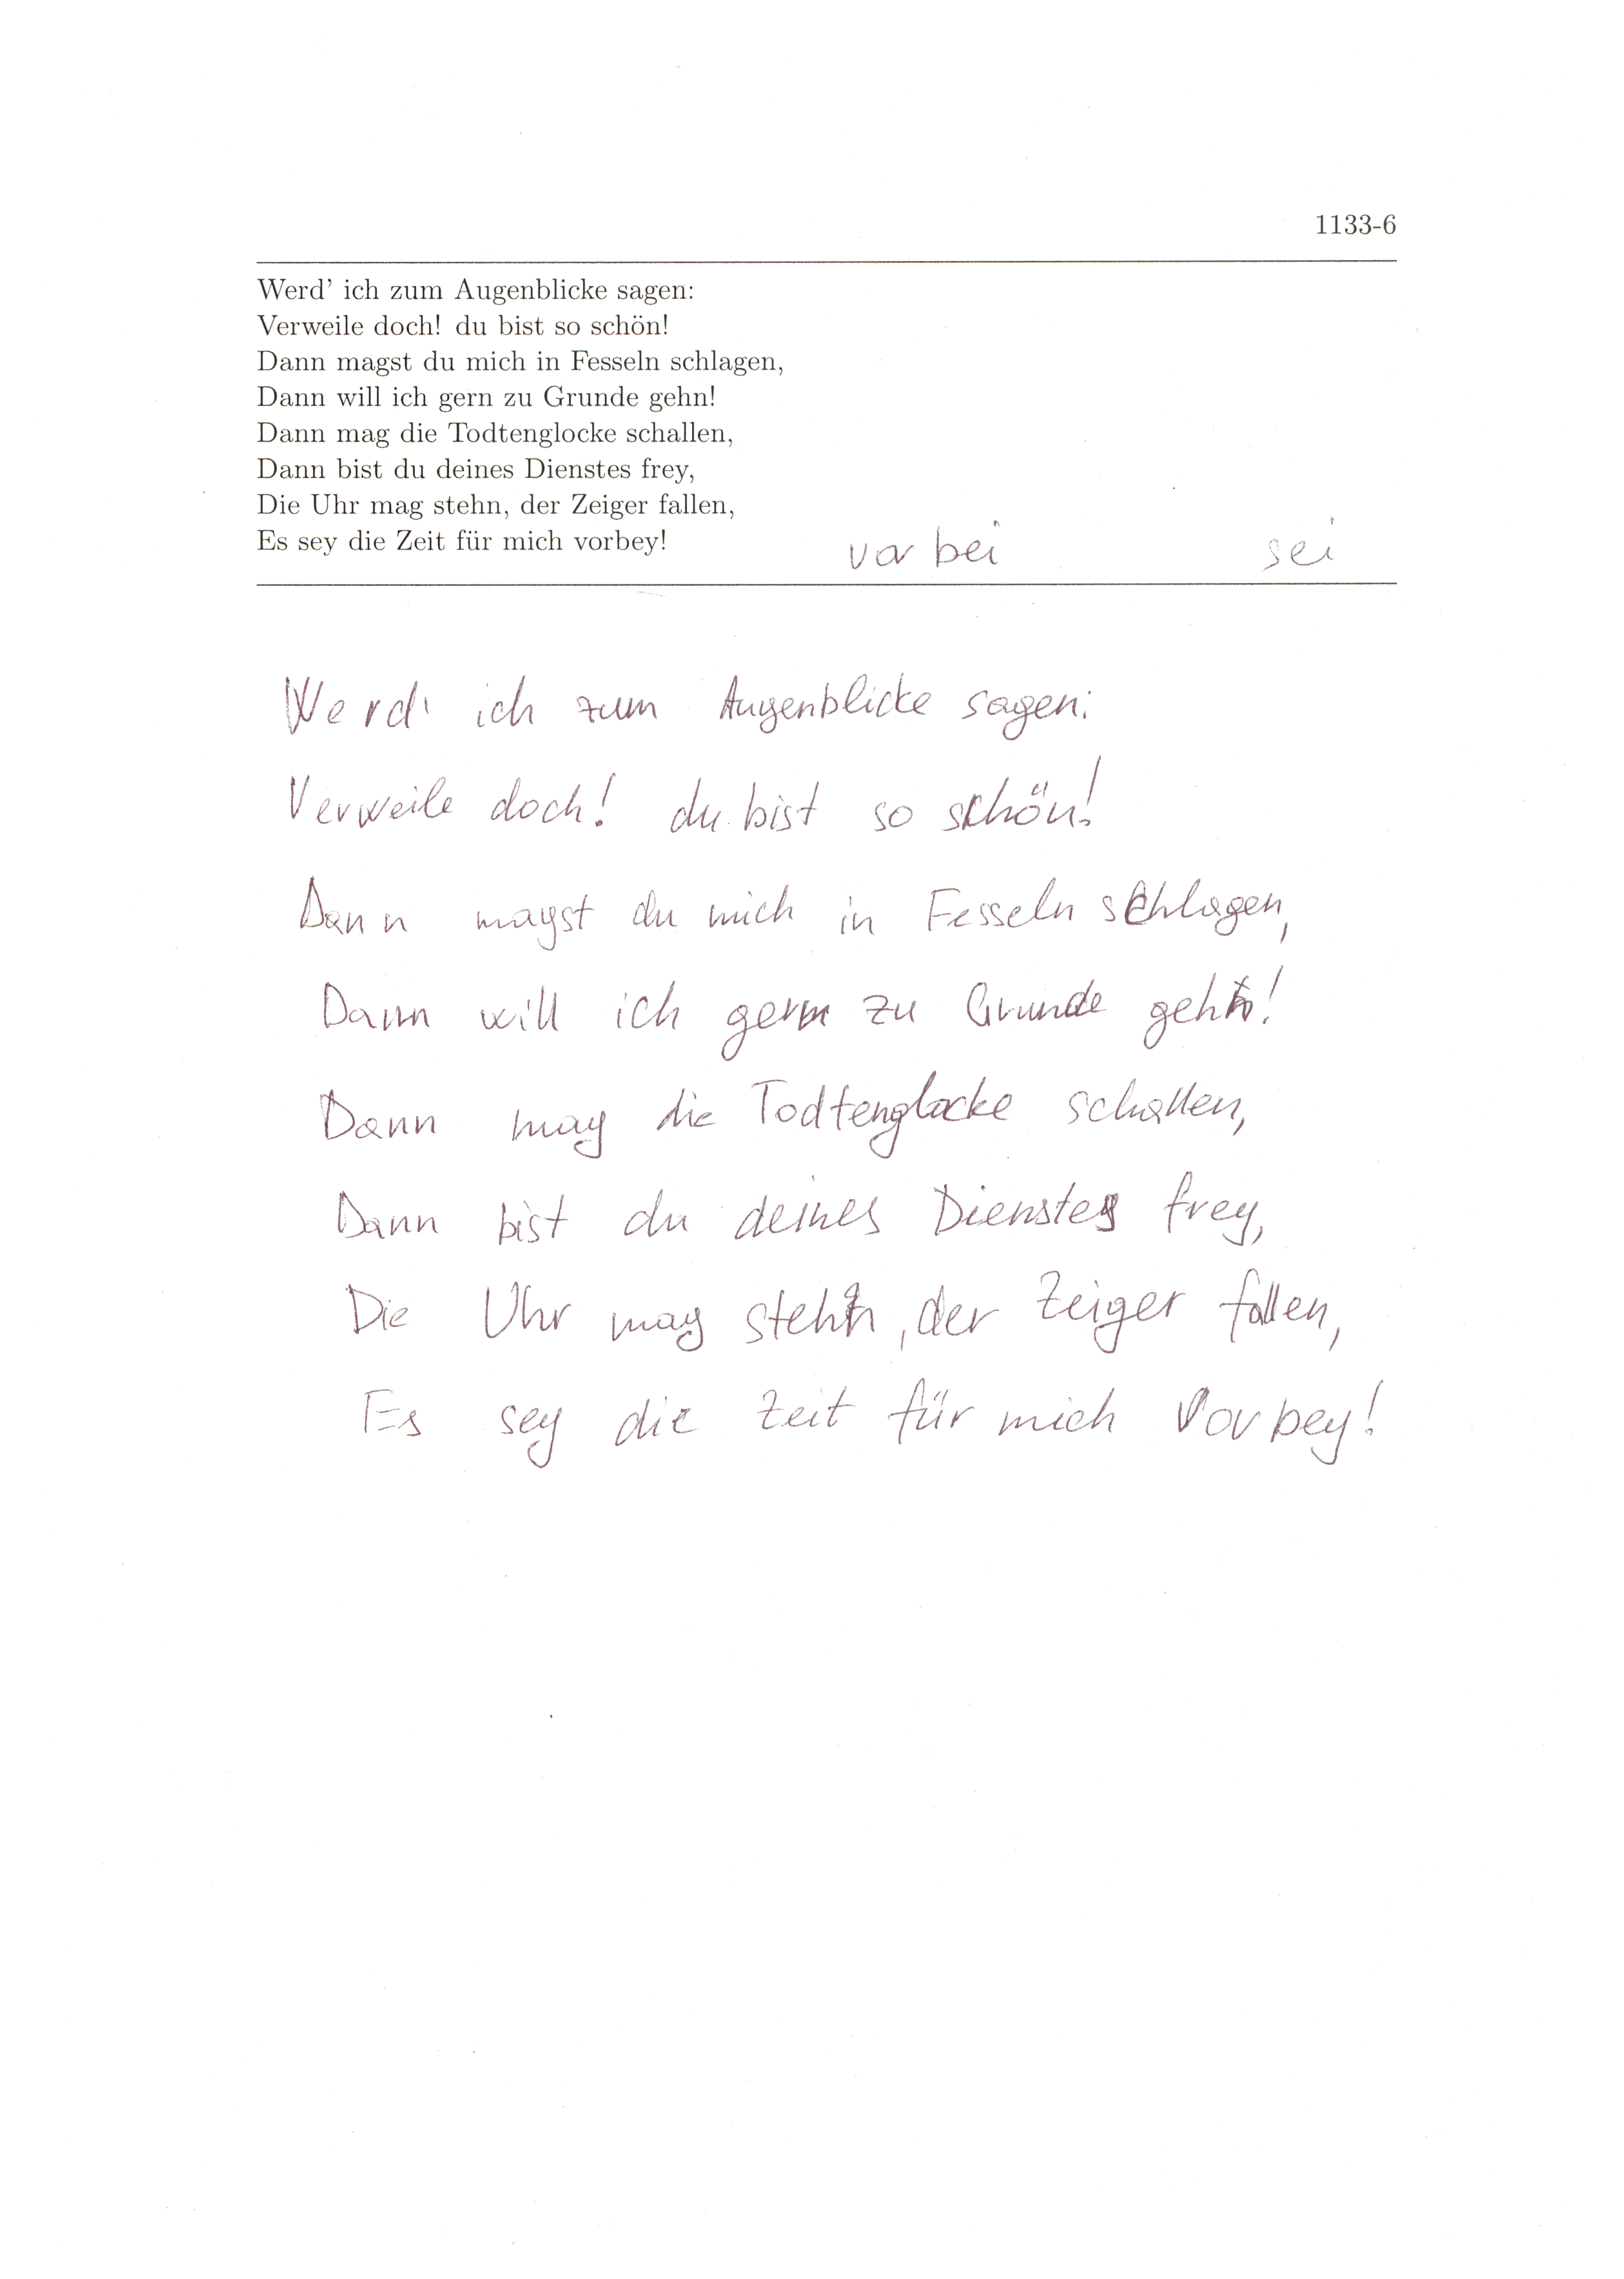 1133-6
Werd' ich zum Augenblicke sagen:
Verweile doch! du bist so schön!
Dann magst du mich in Fesseln schlagen,
Dann will ich gern zu Grunde gehn!
Dann mag die Todtenglocke schallen,
Dann bist du deines Dienstes frey,
Die Uhr mag stehn, der Zeiger fallen,
Es sey die Zeit für mich vorbey!
vorbei sei
Werd' ich zum Augenblicke sagen:
Verweile doch! du bist so schön!
Dann magst du mich in Fesseln schlagen,
Dann will ich gern zu Grunde gehn!
Dann mag die Todtenglocke schallen,
Dann bist du deines Dienstes frey,
Die Uhr mag stehn, der Zeiger fallen,
Es sey die Zeit für mich vorbey!